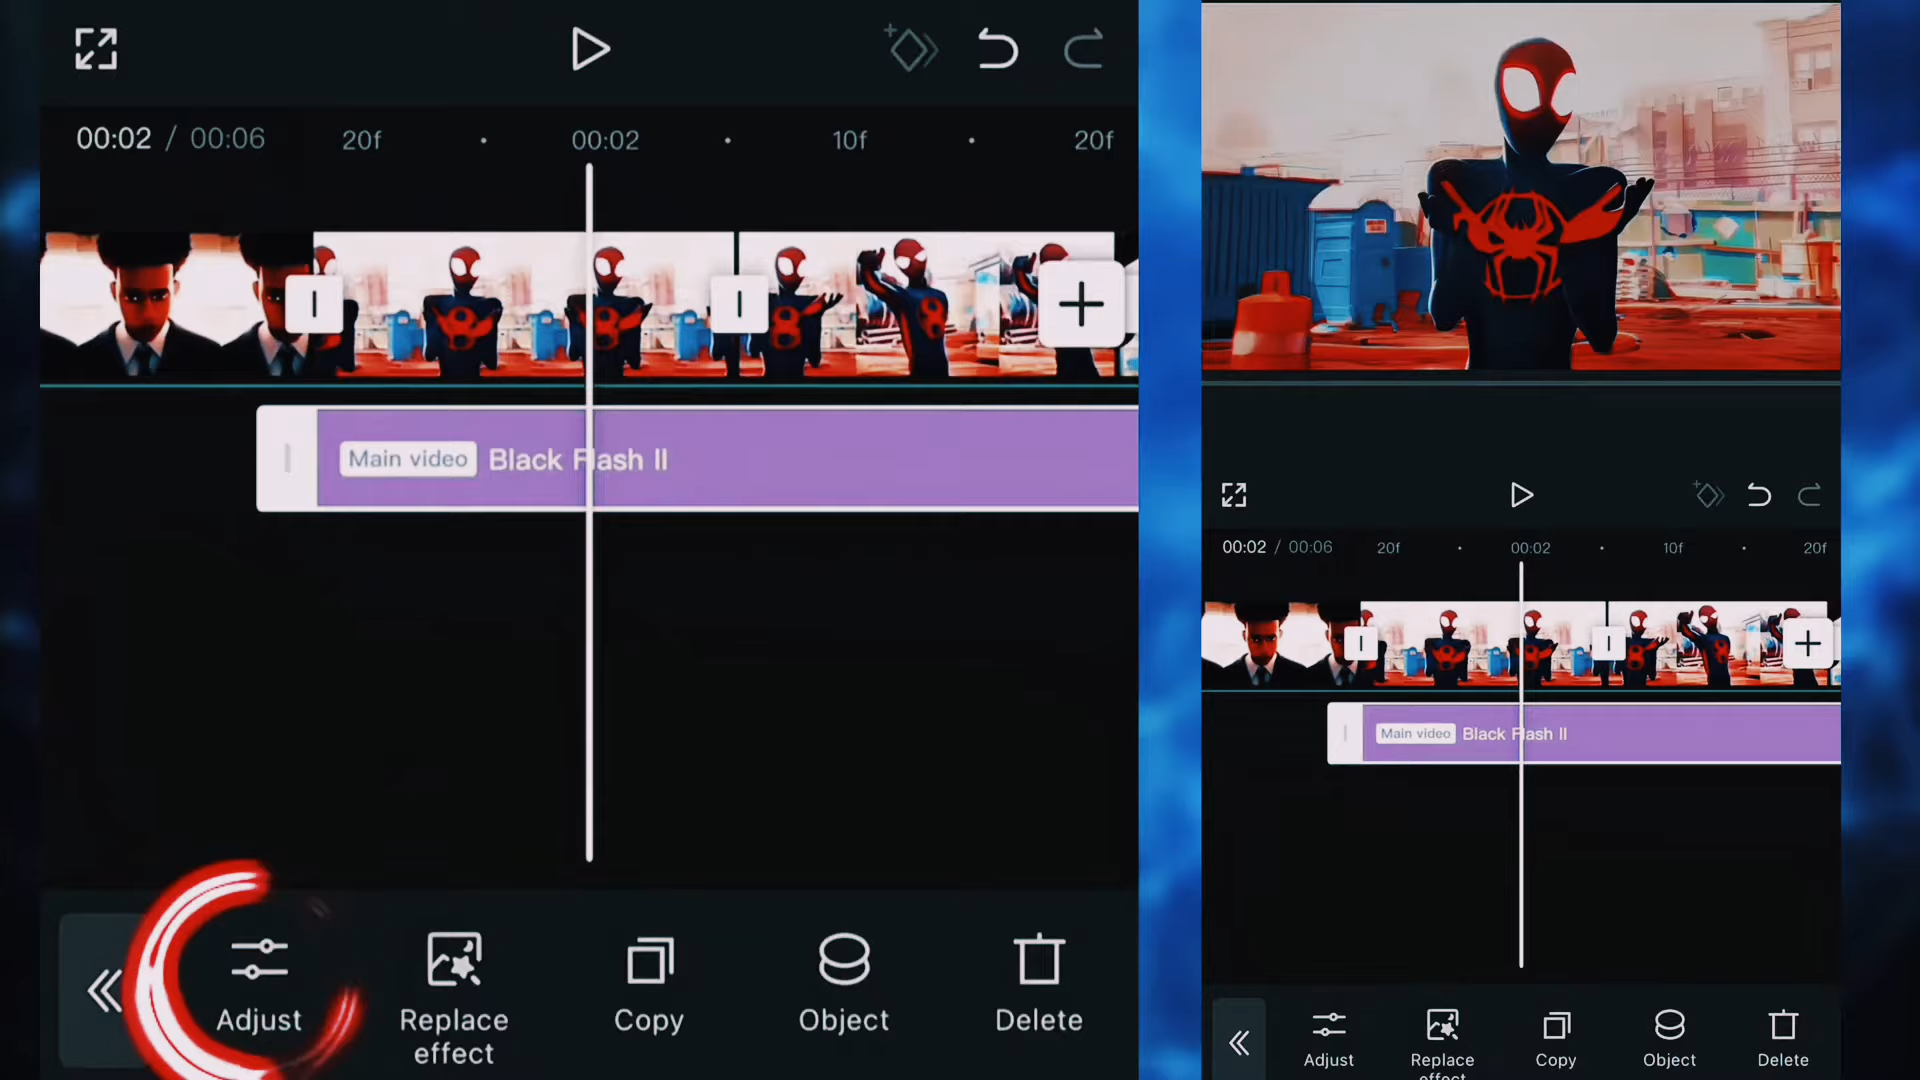 00:02 / 00:06 20f 00:02 10f 20f
Main video Black Flash II
Adjust
Replace
effect
Copy
Object
Delete
00:02 / 00:06 20f 00:02 10f 20f
Main video Black Flash II
Adjust
Replace
effect
Copy
Object
Delete